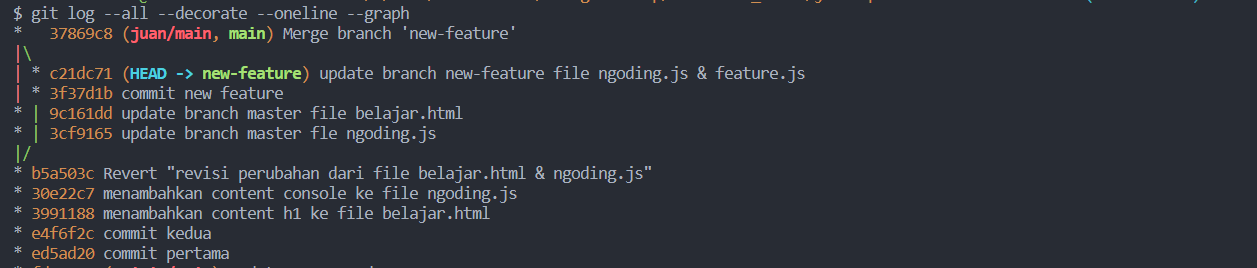 $ git log --all --decorate --oneline --graph
*   37869c8 (juan/main, main) Merge branch 'new-feature'
|\
| * c21dc71 (HEAD -> new-feature) update branch new-feature file ngoding.js & feature.js
| * 3f37d1b commit new feature
* | 9c161dd update branch master file belajar.html
* | 3cf9165 update branch master fle ngoding.js
|/
* b5a503c Revert "revisi perubahan dari file belajar.html & ngoding.js"
* 30e22c7 menambahkan content console ke file ngoding.js
* 3991188 menambahkan content h1 ke file belajar.html
* e4f6f2c commit kedua
* ed5ad20 commit pertama